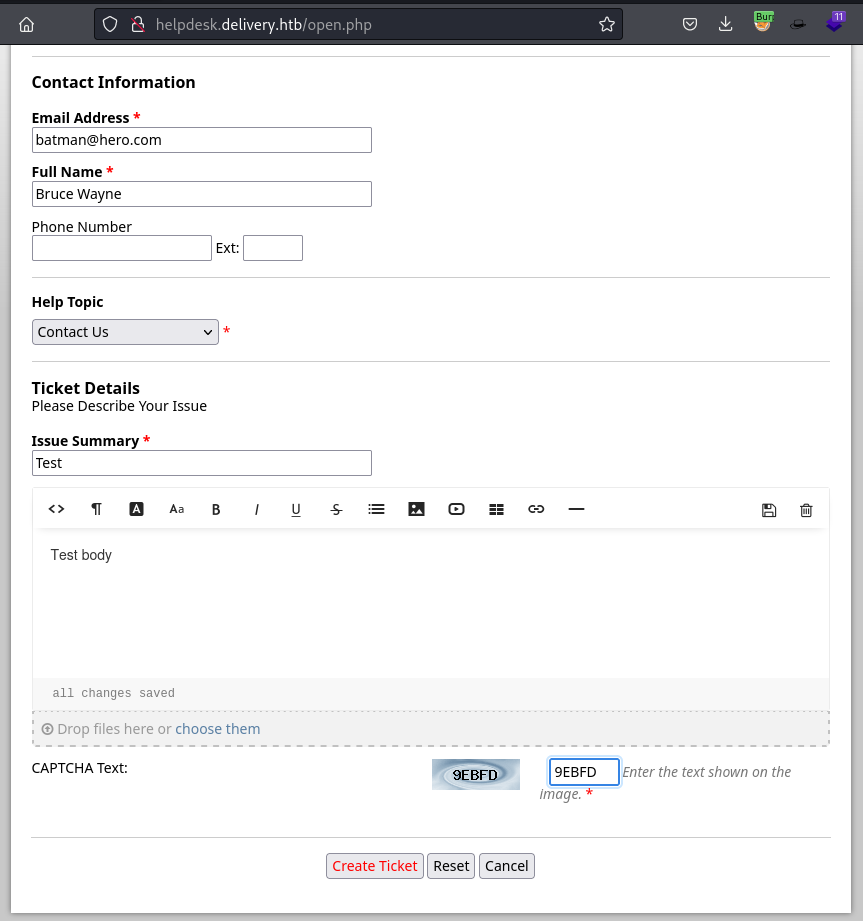 helpdesk.delivery.htb/open.php
Bur
11
Contact Information
Email Address *
batman@hero.com
Full Name *
Bruce Wayne
Phone Number
Ext:
Help Topic
Contact Us *
Ticket Details
Please Describe Your Issue
Issue Summary *
Test
<> ¶ A Aa B I U S
Test body
all changes saved
Drop files here or choose them
CAPTCHA Text: 9EBFD 9EBFD Enter the text shown on the
image. *
Create Ticket Reset Cancel